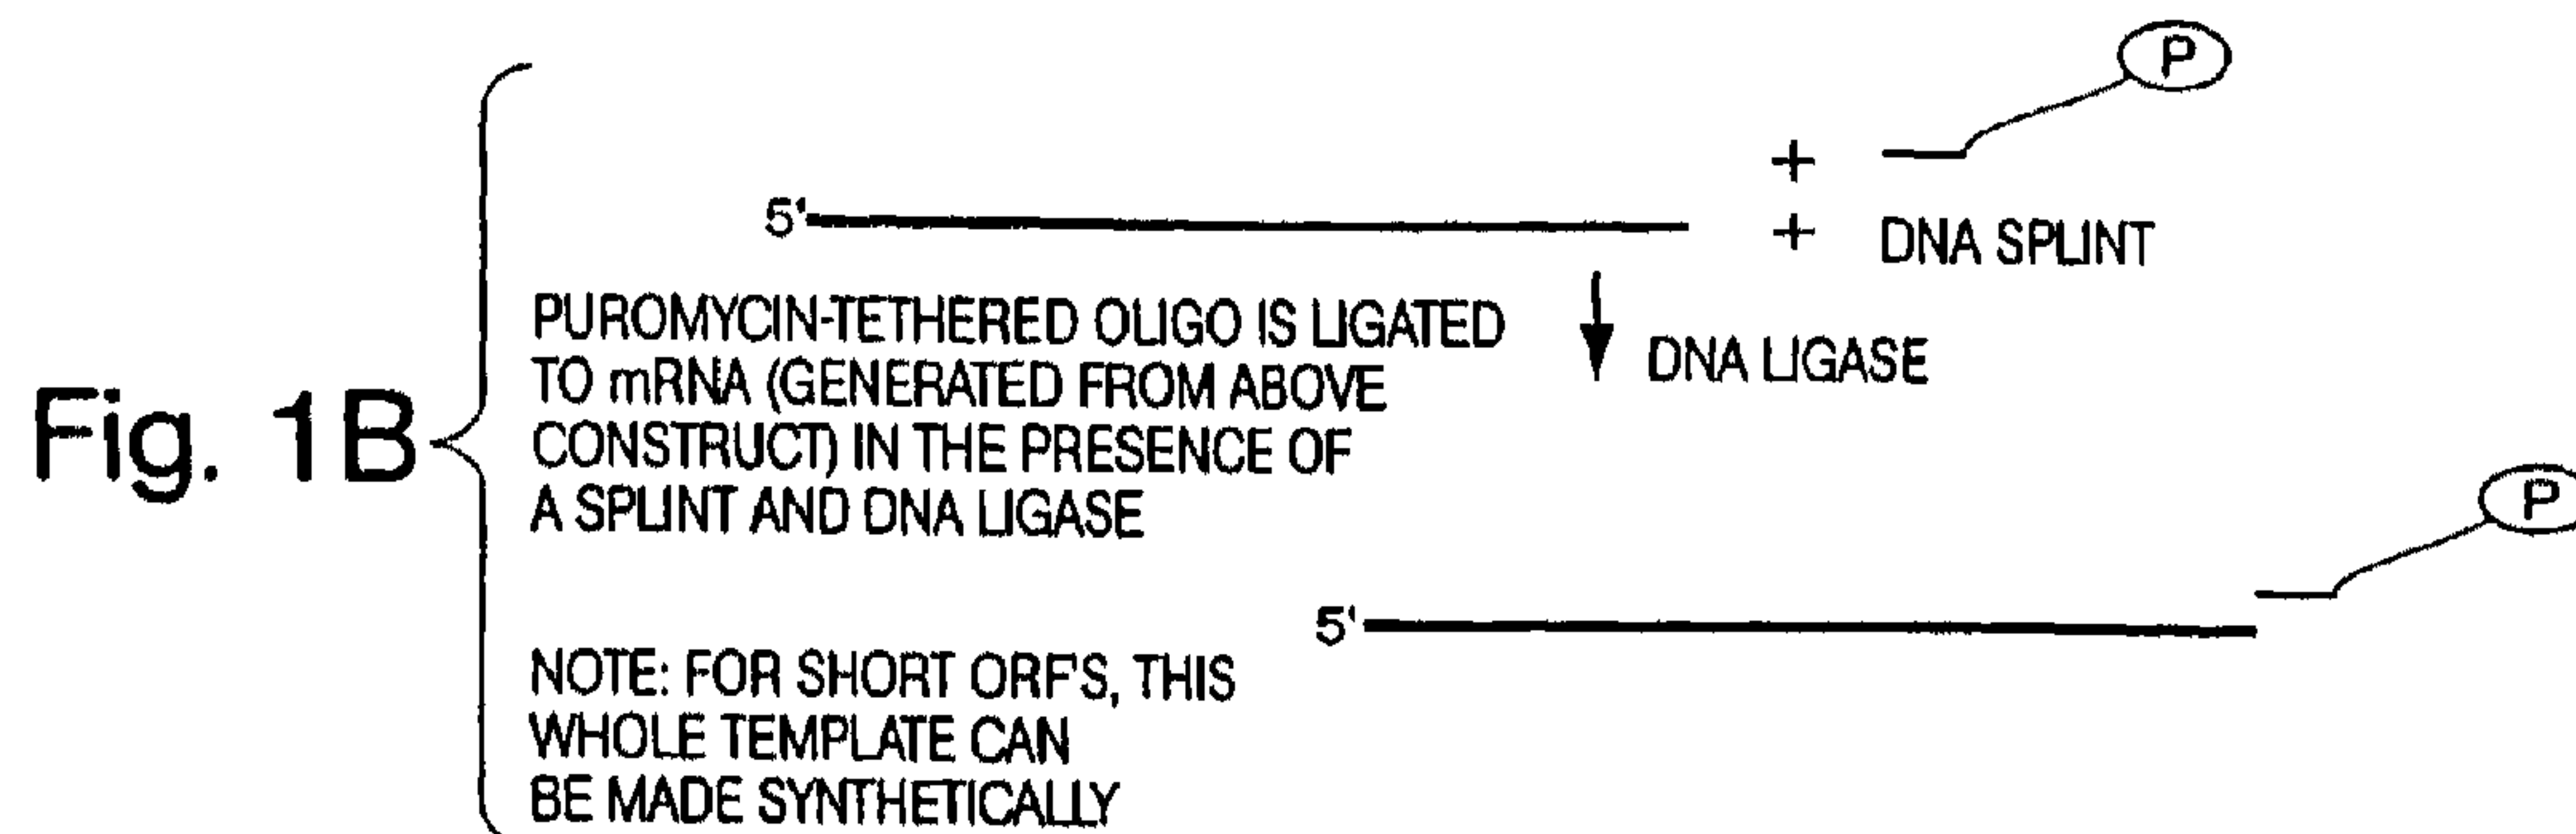 P
+
5'
+ DNA SPLINT
PUROMYCIN-TETHERED OLIGO IS LIGATED
TO mRNA (GENERATED FROM ABOVE
CONSTRUCT) IN THE PRESENCE OF
A SPLINT AND DNA LIGASE
DNA LIGASE
Fig. 1B
P
5'
NOTE: FOR SHORT ORF'S, THIS
WHOLE TEMPLATE CAN
BE MADE SYNTHETICALLY